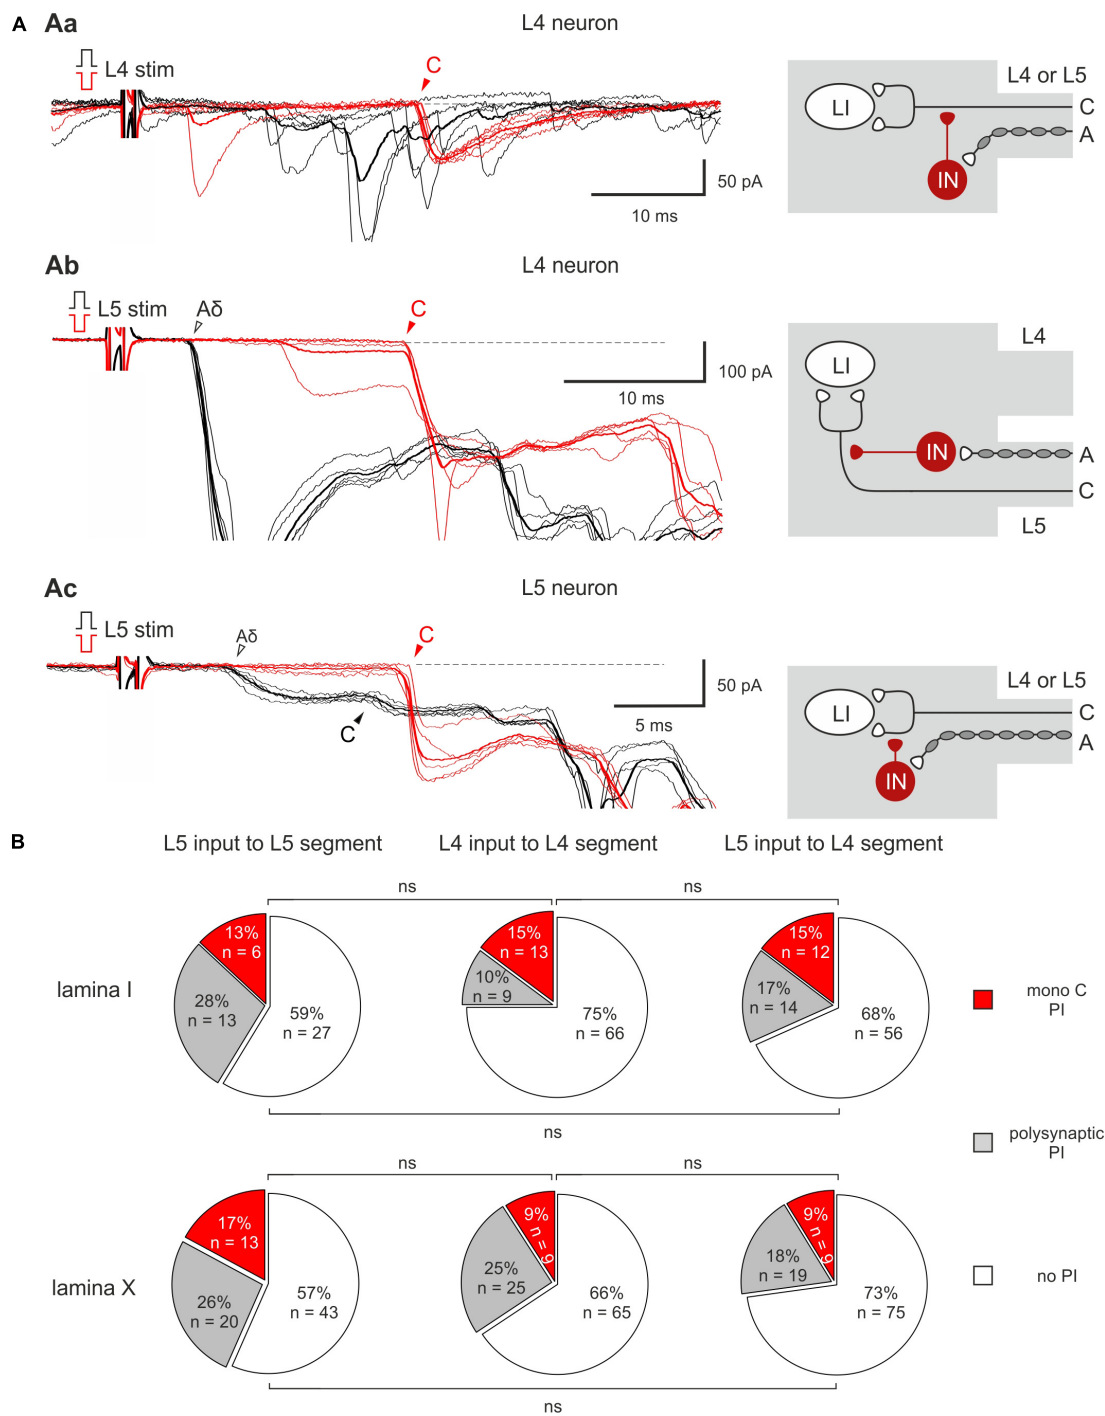 A
Aa
L4 neuron
L4 stim
C
50 pA
10 ms
L4 or L5
LI
C
A
IN
Ab
L4 neuron
L5 stim
Aδ
C
100 pA
10 ms
L4
LI
IN
A
C
L5
Ac
L5 neuron
L5 stim
Aδ
C
C
50 pA
5 ms
L4 or L5
LI
C
A
IN
B
L5 input to L5 segment
L4 input to L4 segment
L5 input to L4 segment
ns
ns
lamina I
13%
n = 6
28%
n = 13
59%
n = 27
15%
n = 13
10%
n = 9
75%
n = 66
15%
n = 12
17%
n = 14
68%
n = 56
mono C
PI
ns
polysynaptic
PI
ns
ns
lamina X
17%
n = 13
26%
n = 20
57%
n = 43
9%
n = 9
25%
n = 25
66%
n = 65
9%
n = 9
18%
n = 19
73%
n = 75
no PI
ns